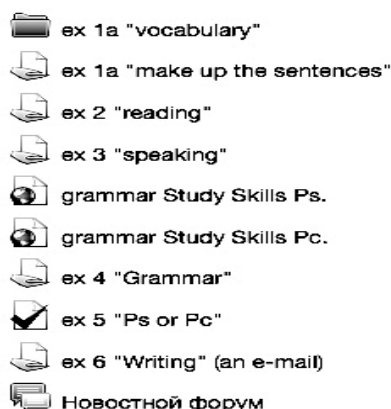 ex 1a "vocabulary"
ex 1a "make up the sentences"
ex 2 "reading"
ex 3 "speaking"
grammar Study Skills Ps.
grammar Study Skills Pc.
ex 4 "Grammar"
ex 5 "Ps or Pc"
ex 6 "Writing" (an e-mail)
Новостной форум